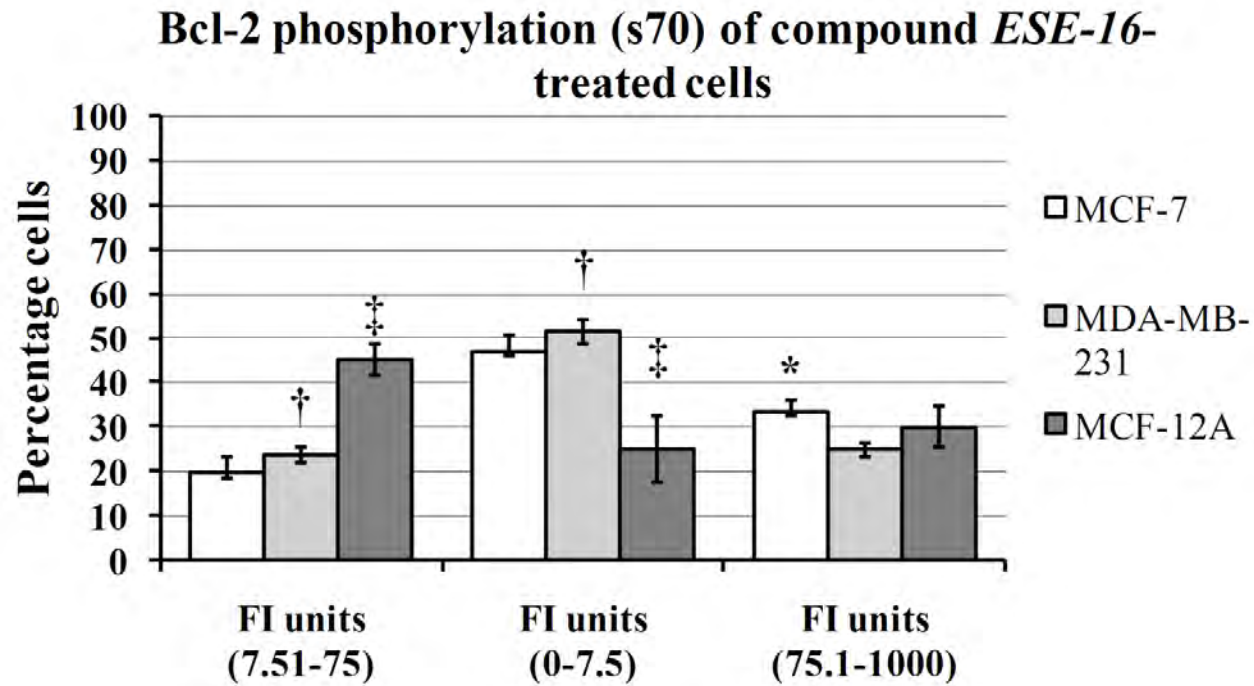 Bcl-2 phosphorylation (s70) of compound ESE-16-
treated cells
Percentage cells
100
90
80
70
60
50
40
30
20
10
0
†
‡
†
‡
*
FI units
(7.51-75)
FI units
(0-7.5)
FI units
(75.1-1000)
MCF-7
MDA-MB-
231
MCF-12A